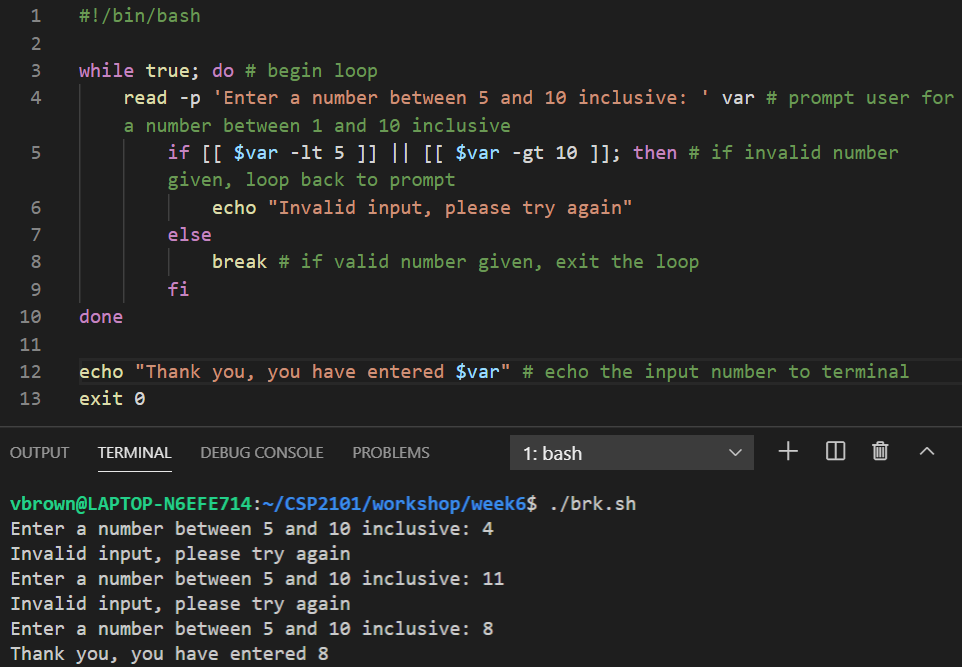 1 #!/bin/bash
2
3 while true; do # begin loop
4 read -p 'Enter a number between 5 and 10 inclusive: ' var # prompt user for
a number between 1 and 10 inclusive
5 if [[ $var -lt 5 ]] || [[ $var -gt 10 ]]; then # if invalid number
given, loop back to prompt
6 echo "Invalid input, please try again"
7 else
8 break # if valid number given, exit the loop
9 fi
10 done
11
12 echo "Thank you, you have entered $var" # echo the input number to terminal
13 exit 0
OUTPUT TERMINAL DEBUG CONSOLE PROBLEMS 1: bash
vbrown@LAPTOP-N6EFE714:~/CSP2101/workshop/week6$ ./brk.sh
Enter a number between 5 and 10 inclusive: 4
Invalid input, please try again
Enter a number between 5 and 10 inclusive: 11
Invalid input, please try again
Enter a number between 5 and 10 inclusive: 8
Thank you, you have entered 8